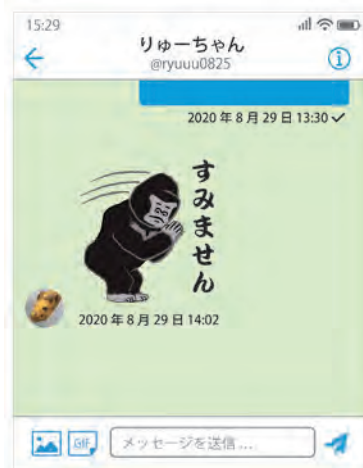 15:29
りゅーちゃん
@ryuuu0825
2020年8月29日 13:30 ✓
すみません
2020年8月29日 14:02
GIF
メッセージを送信...